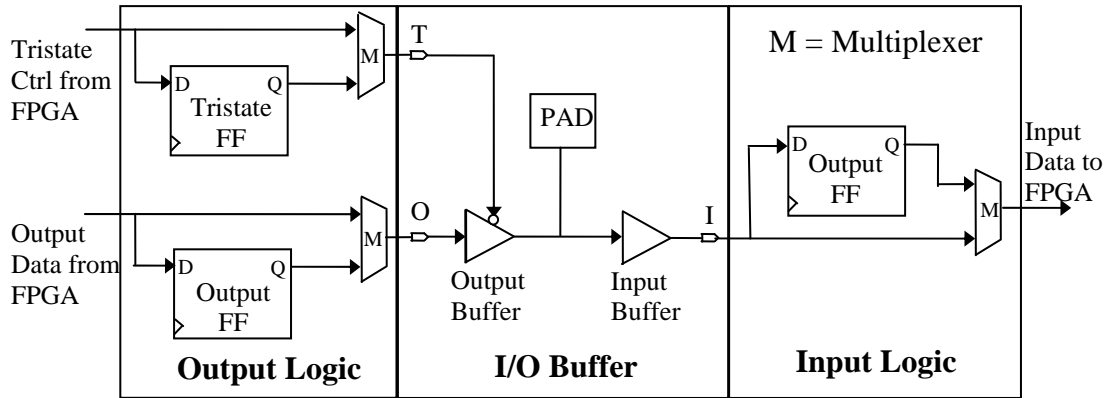 Tristate
Ctrl from
FPGA
D
Q
Tristate
FF
M
T
Output
Data from
FPGA
D
Q
Output
FF
M
O
Output Logic
PAD
Output
Buffer
Input
Buffer
I
I/O Buffer
M = Multiplexer
D
Q
Output
FF
M
Input
Data to
FPGA
Input Logic